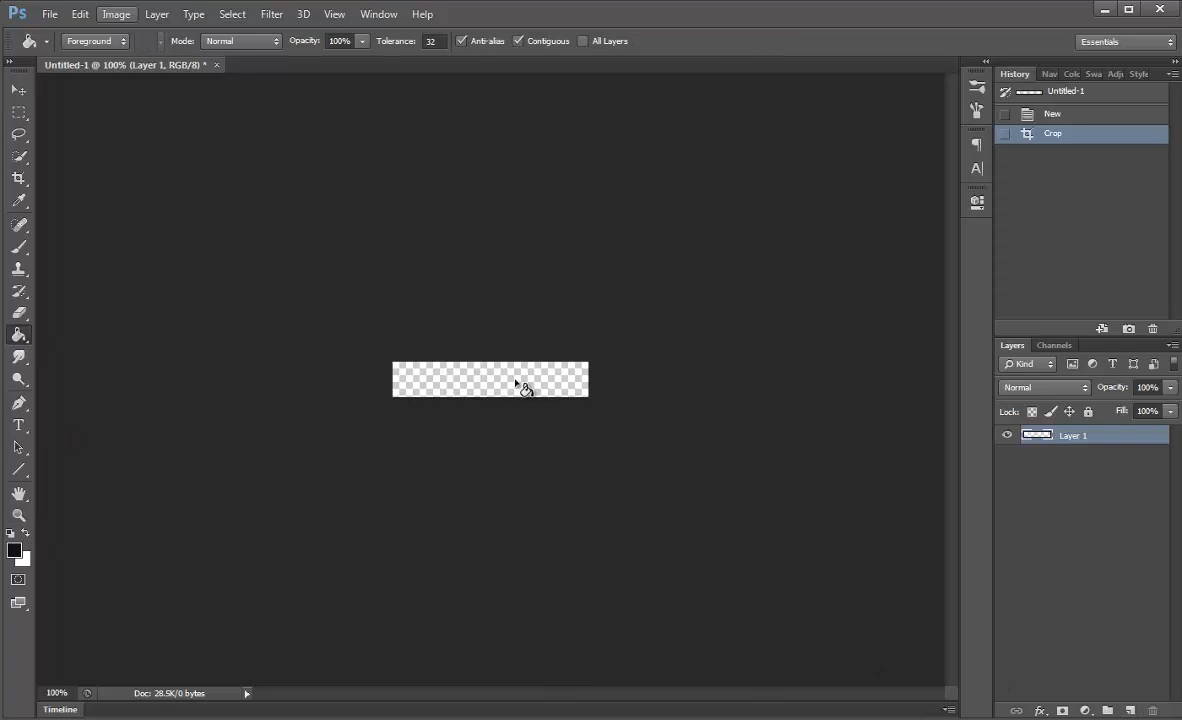 Ps File Edit Image Layer Type Select Filter 3D View Window Help
Foreground Mode: Normal Opacity: 100% Tolerance: 32 Anti-alias Contiguous All Layers Essentials
Untitled-1 @ 100% (Layer 1, RGB/8) * ×
History Nav Colc Swa Adju Style
Untitled-1
New
Crop
Layers Channels
Kind
Normal Opacity: 100%
Lock: Fill: 100%
Layer 1
100% Doc: 28.5K/0 bytes
Timeline